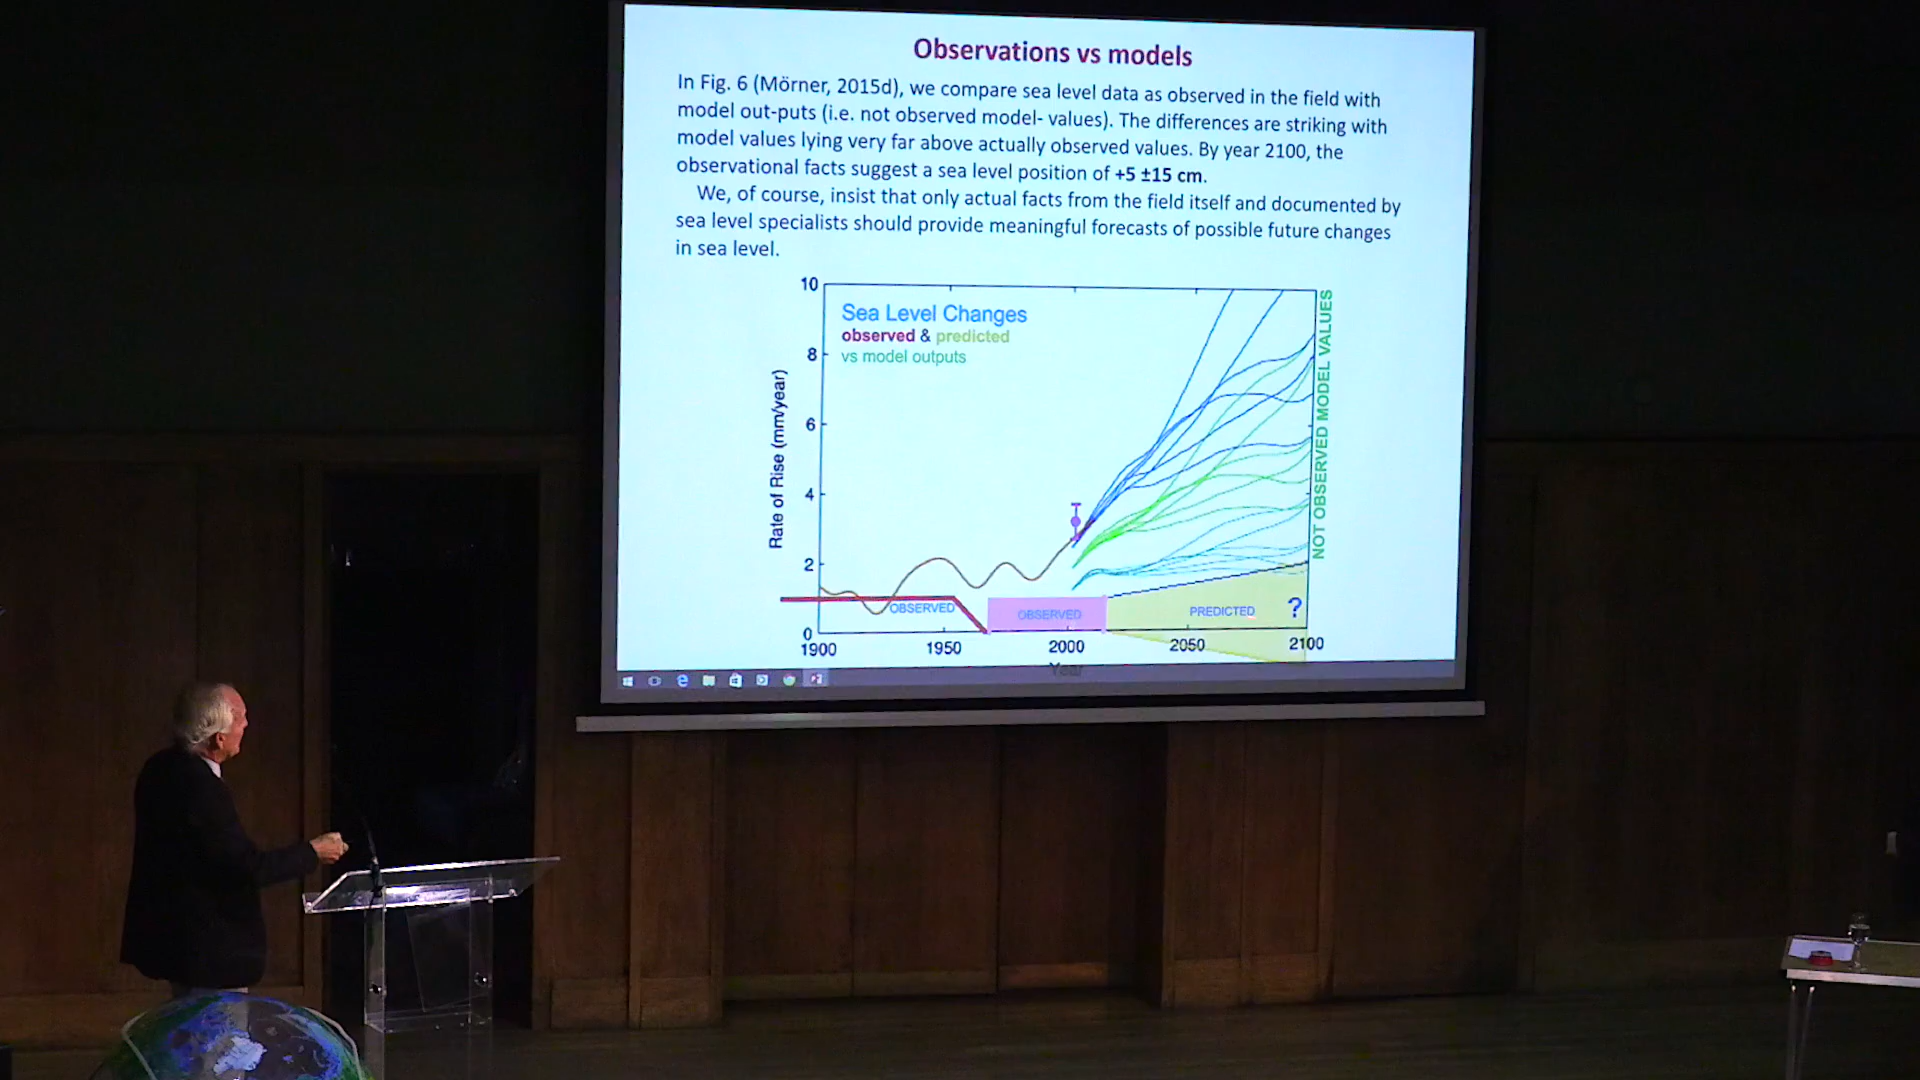 Observations vs models
In Fig. 6 (Mörner, 2015d), we compare sea level data as observed in the field with
model out-puts (i.e. not observed model- values). The differences are striking with
model values lying very far above actually observed values. By year 2100, the
observational facts suggest a sea level position of +5 ±15 cm.
We, of course, insist that only actual facts from the field itself and documented by
sea level specialists should provide meaningful forecasts of possible future changes
in sea level.
Sea Level Changes
observed & predicted
vs model outputs
Rate of Rise (mm/year)
10
8
6
4
2
0
OBSERVED
OBSERVED
PREDICTED
?
NOT OBSERVED MODEL VALUES
1900 1950 2000 2050 2100
Year